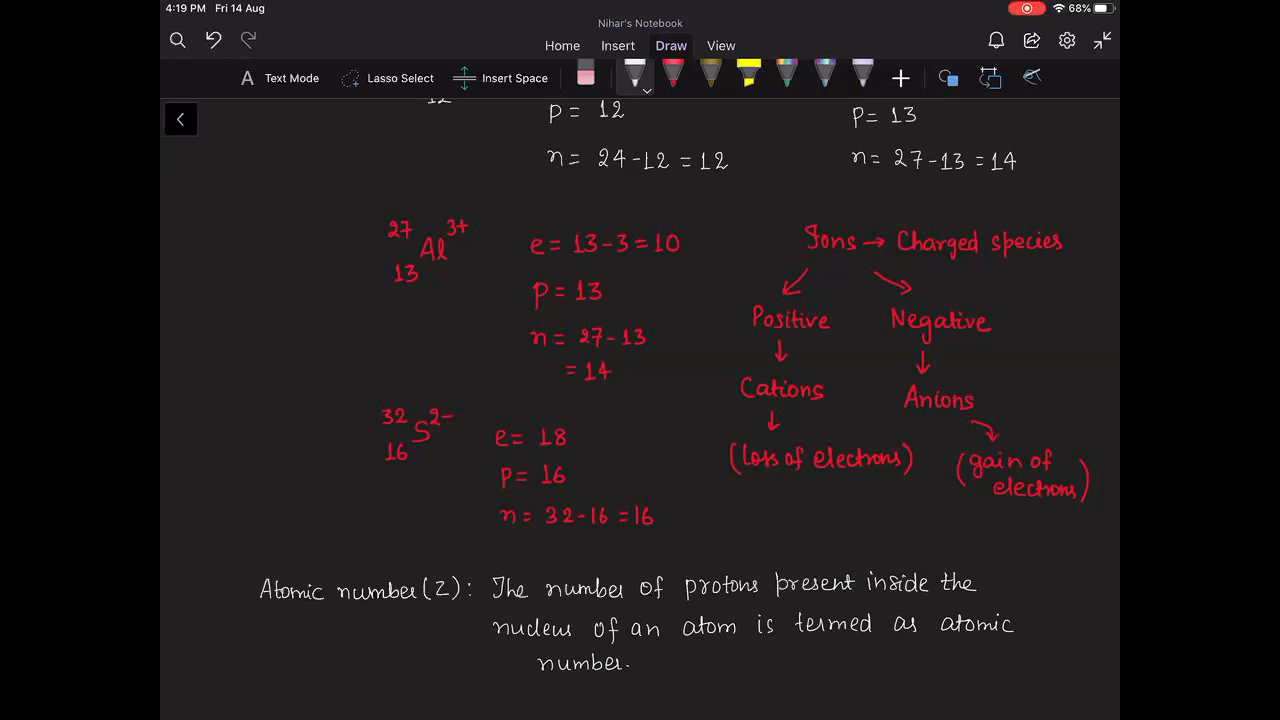 4:19 PM Fri 14 Aug
68%
Nihar's Notebook
Home Insert Draw View
Text Mode Lasso Select Insert Space
12
p = 12
n = 24 - 12 = 12
p = 13
n = 27 - 13 = 14
27
13 Al 3+
e = 13 - 3 = 10
p = 13
n = 27 - 13
= 14
Ions → Charged species
Positive Negative
Cations Anions
(loss of electrons) (gain of
electrons)
32
16 S 2-
e = 18
p = 16
n = 32 - 16 = 16
Atomic number (Z) : The number of protons present inside the
nucleus of an atom is termed as atomic
number.